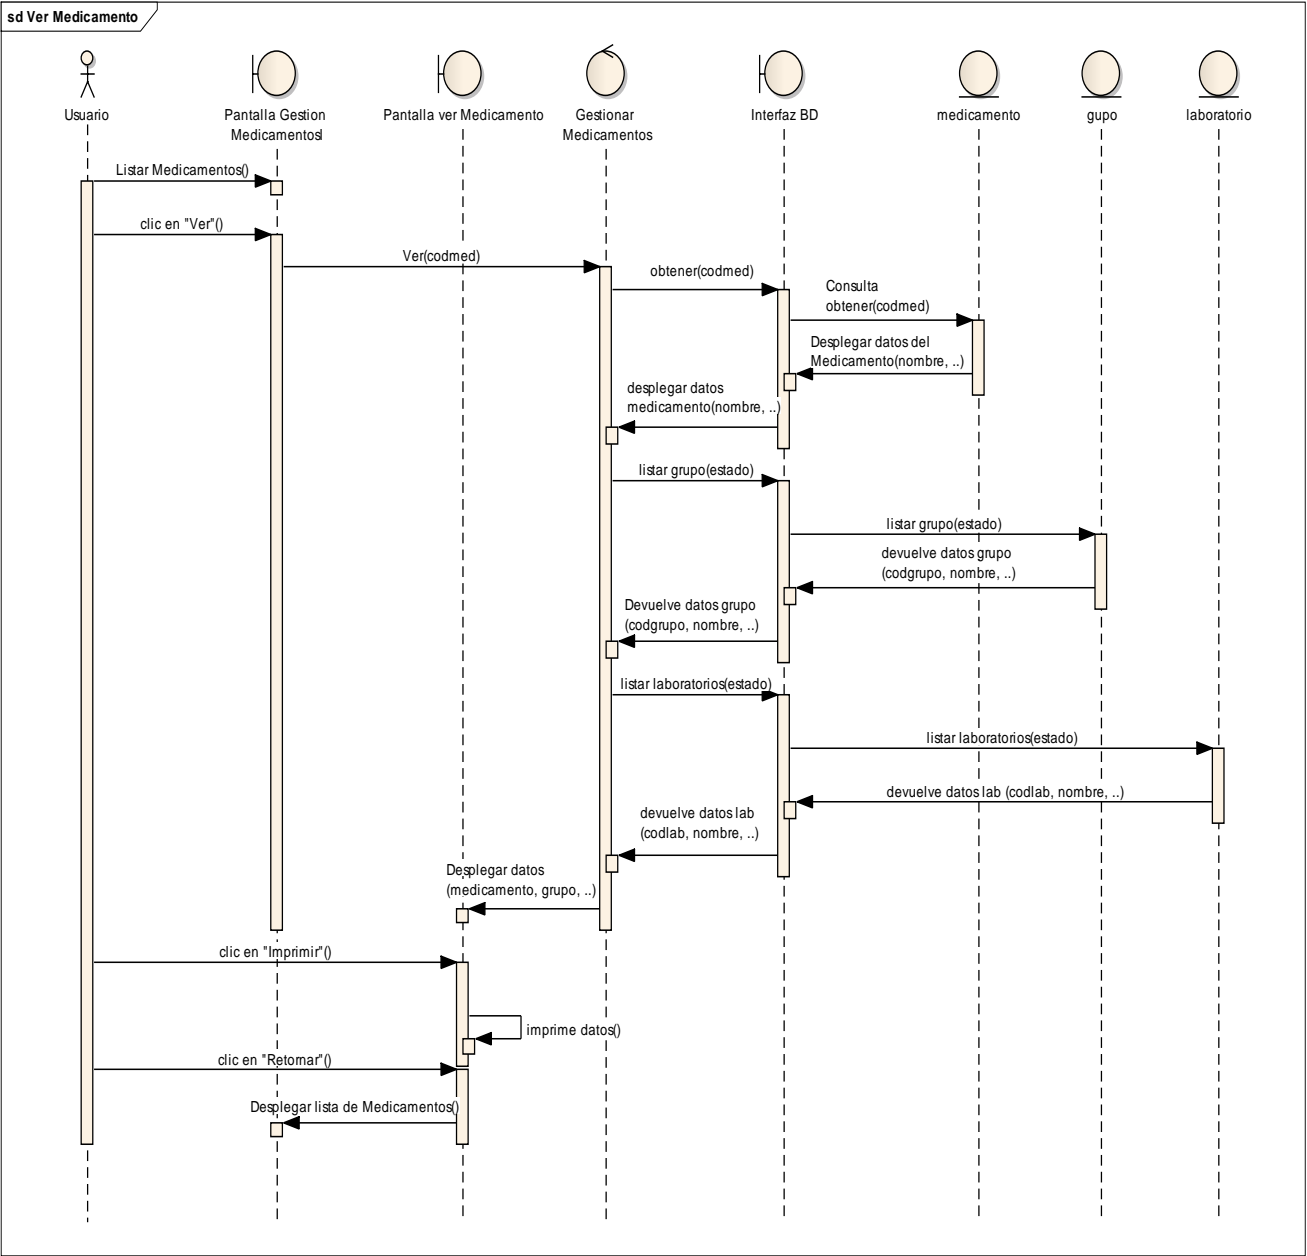 sd Ver Medicamento
Usuario
Pantalla Gestion
MedicamentosI
Pantalla ver Medicamento
Gestionar
Medicamentos
Interfaz BD
medicamento
gupo
laboratorio
Listar Medicamentos()
clic en "Ver"()
Ver(codmed)
obtener(codmed)
Consulta
obtener(codmed)
Desplegar datos del
Medicamento(nombre, ..)
desplegar datos
medicamento(nombre, ..)
listar grupo(estado)
listar grupo(estado)
devuelve datos grupo
(codgrupo, nombre, ..)
Devuelve datos grupo
(codgrupo, nombre, ..)
listar laboratorios(estado)
listar laboratorios(estado)
devuelve datos lab (codlab, nombre, ..)
devuelve datos lab
(codlab, nombre, ..)
Desplegar datos
(medicamento, grupo, ..)
clic en "Imprimir"()
imprime datos()
clic en "Retornar"()
Desplegar lista de Medicamentos()